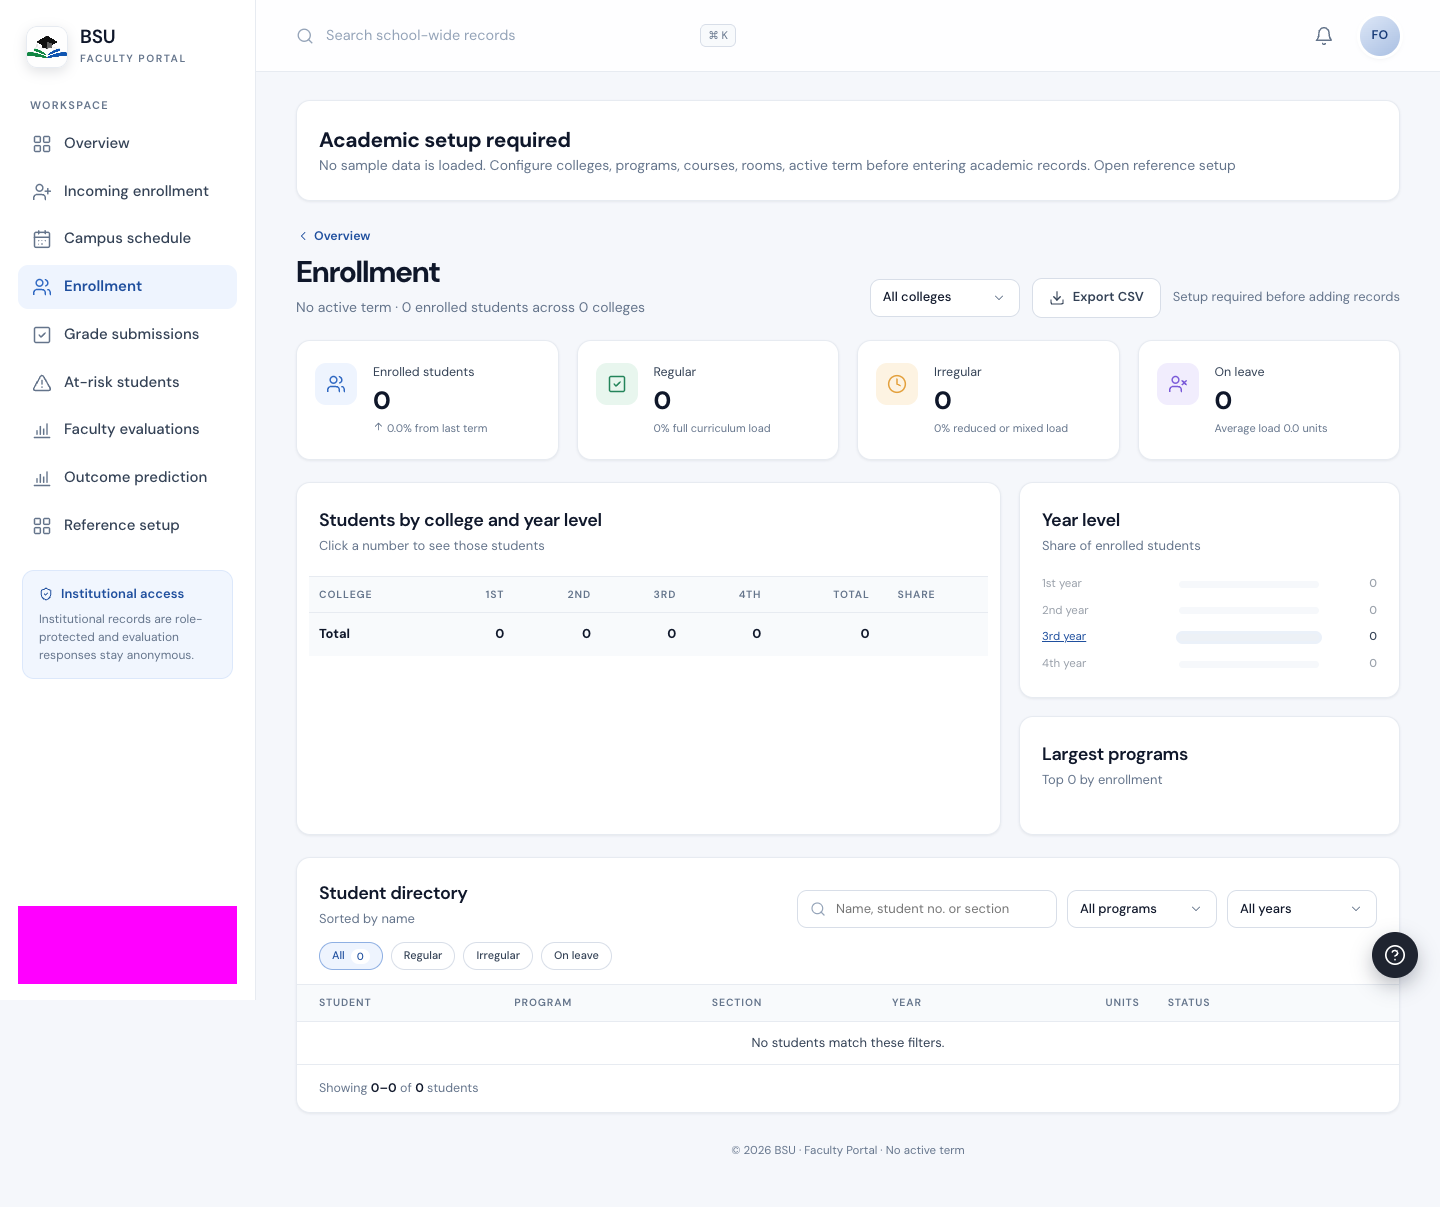 BSU
FACULTY PORTAL
Search school-wide records
⌘ K
FO
WORKSPACE
Overview
Incoming enrollment
Campus schedule
Enrollment
Grade submissions
At-risk students
Faculty evaluations
Outcome prediction
Reference setup
Institutional access
Institutional records are role-
protected and evaluation
responses stay anonymous.
Academic setup required
No sample data is loaded. Configure colleges, programs, courses, rooms, active term before entering academic records. Open reference setup
Overview
Enrollment
No active term · 0 enrolled students across 0 colleges
All colleges
Export CSV
Setup required before adding records
Enrolled students
0
↑ 0.0% from last term
Regular
0
0% full curriculum load
Irregular
0
0% reduced or mixed load
On leave
0
Average load 0.0 units
Students by college and year level
Click a number to see those students
COLLEGE 1ST 2ND 3RD 4TH TOTAL SHARE
Total 0 0 0 0 0
Year level
Share of enrolled students
1st year 0
2nd year 0
3rd year 0
4th year 0
Largest programs
Top 0 by enrollment
Student directory
Sorted by name
Name, student no. or section
All programs
All years
All 0
Regular
Irregular
On leave
STUDENT PROGRAM SECTION YEAR UNITS STATUS
No students match these filters.
Showing 0–0 of 0 students
© 2026 BSU · Faculty Portal · No active term